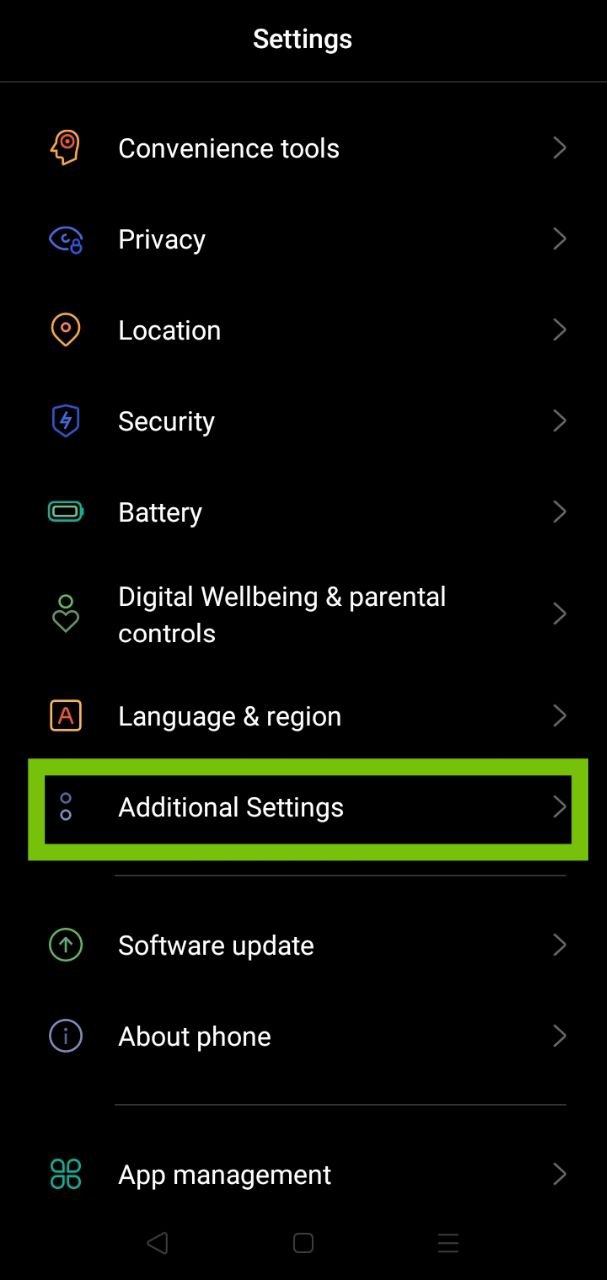 Settings
Convenience tools
Privacy
Location
Security
Battery
Digital Wellbeing & parental
controls
Language & region
A
Additional Settings
Software update
About phone
App management